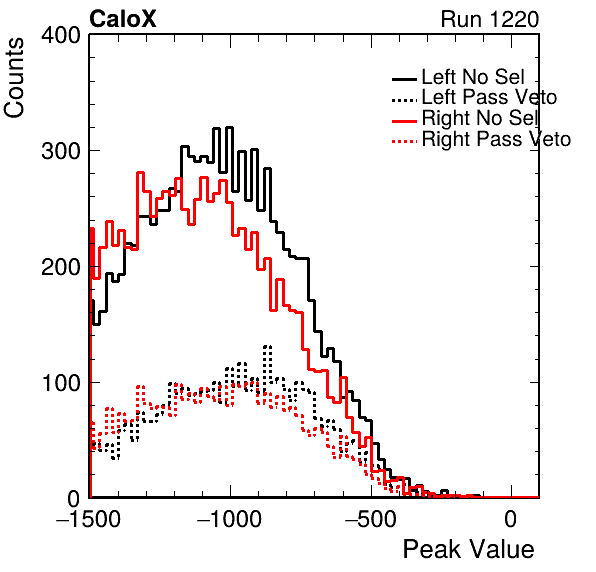 CaloX Run 1220
Counts
400
300
200
100
0
Left No Sel
Left Pass Veto
Right No Sel
Right Pass Veto
−1500 −1000 −500 0
Peak Value